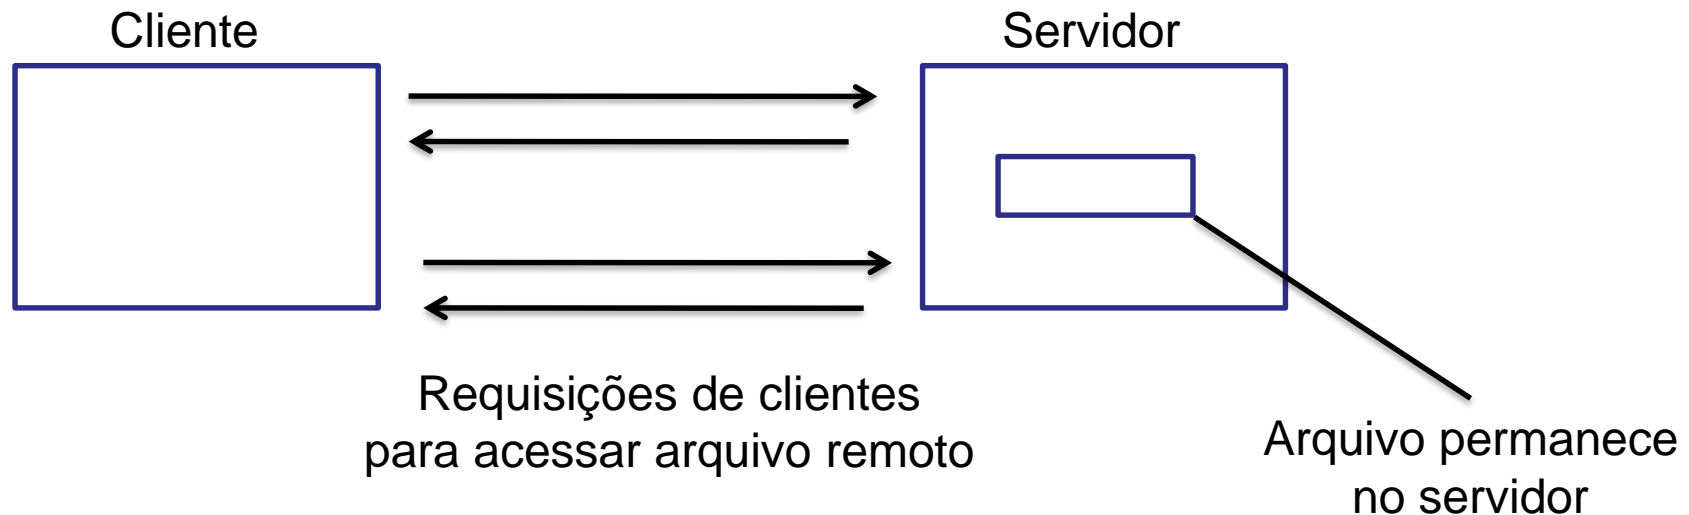 Cliente
Servidor
Requisições de clientes
para acessar arquivo remoto
Arquivo permanece
no servidor